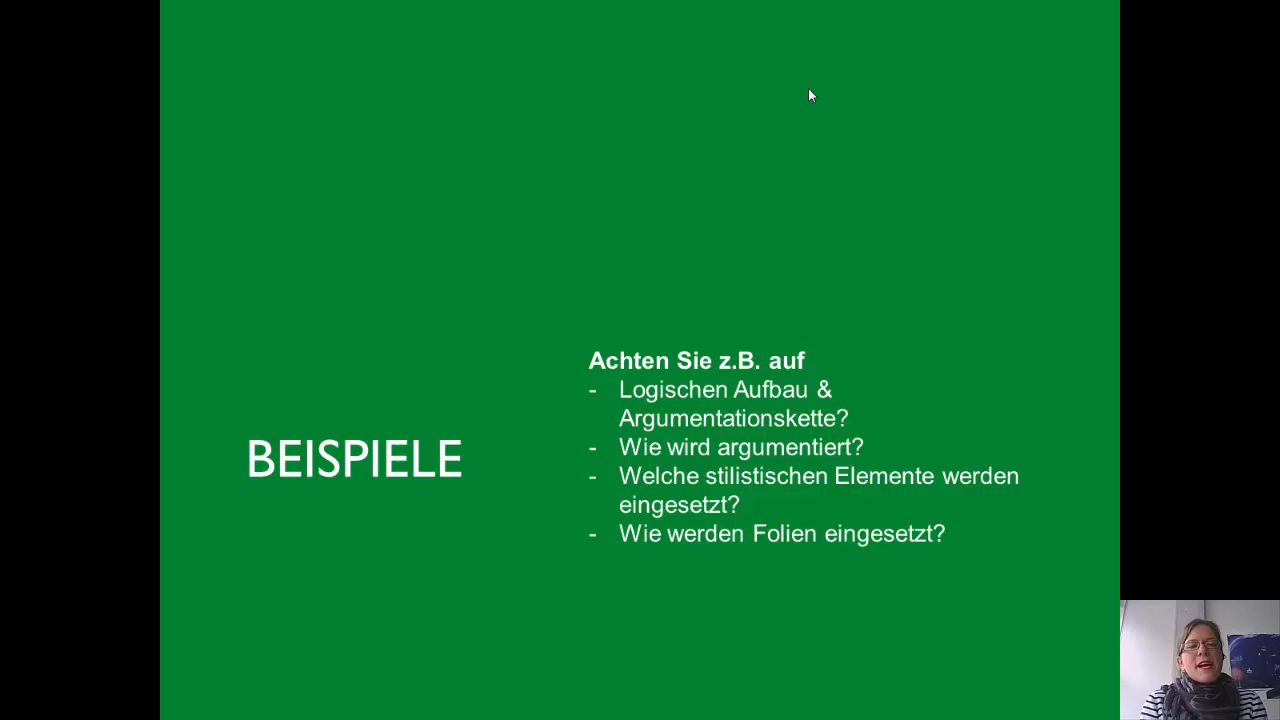 BEISPIELE
Achten Sie z.B. auf
- Logischen Aufbau &
Argumentationskette?
- Wie wird argumentiert?
- Welche stilistischen Elemente werden
eingesetzt?
- Wie werden Folien eingesetzt?